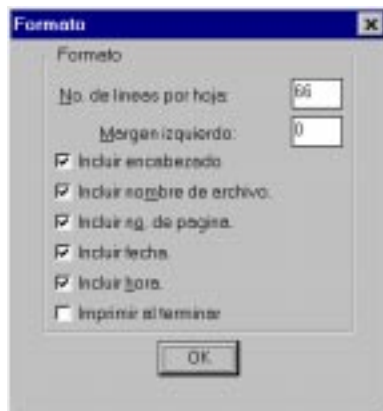 Formato
Formato
No. de líneas por hoja: 66
Margen izquierdo: 0
Incluir encabezado
Incluir nombre de archivo.
Incluir no. de pagina.
Incluir fecha.
Incluir hora.
Imprimir al terminar
OK